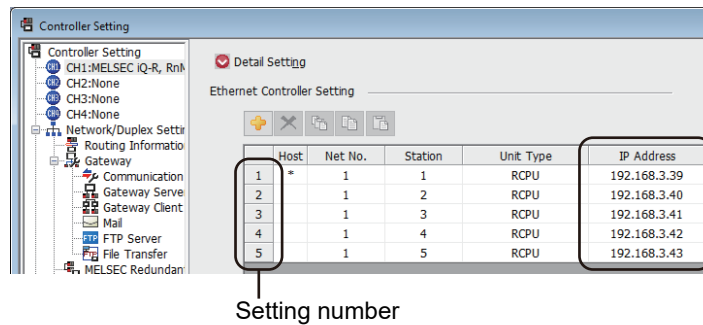 Controller Setting
Controller Setting
CH1:MELSEC iQ-R, RnM
CH2:None
CH3:None
CH4:None
Network/Duplex Settin
Routing Informatio
Gateway
Communication
Gateway Serve
Gateway Client
Mail
FTP Server
File Transfer
MELSEC Redundan
Detail Setting
Ethernet Controller Setting
Host Net No. Station Unit Type IP Address
1 * 1 1 RCPU 192.168.3.39
2 1 2 RCPU 192.168.3.40
3 1 3 RCPU 192.168.3.41
4 1 4 RCPU 192.168.3.42
5 1 5 RCPU 192.168.3.43
Setting number